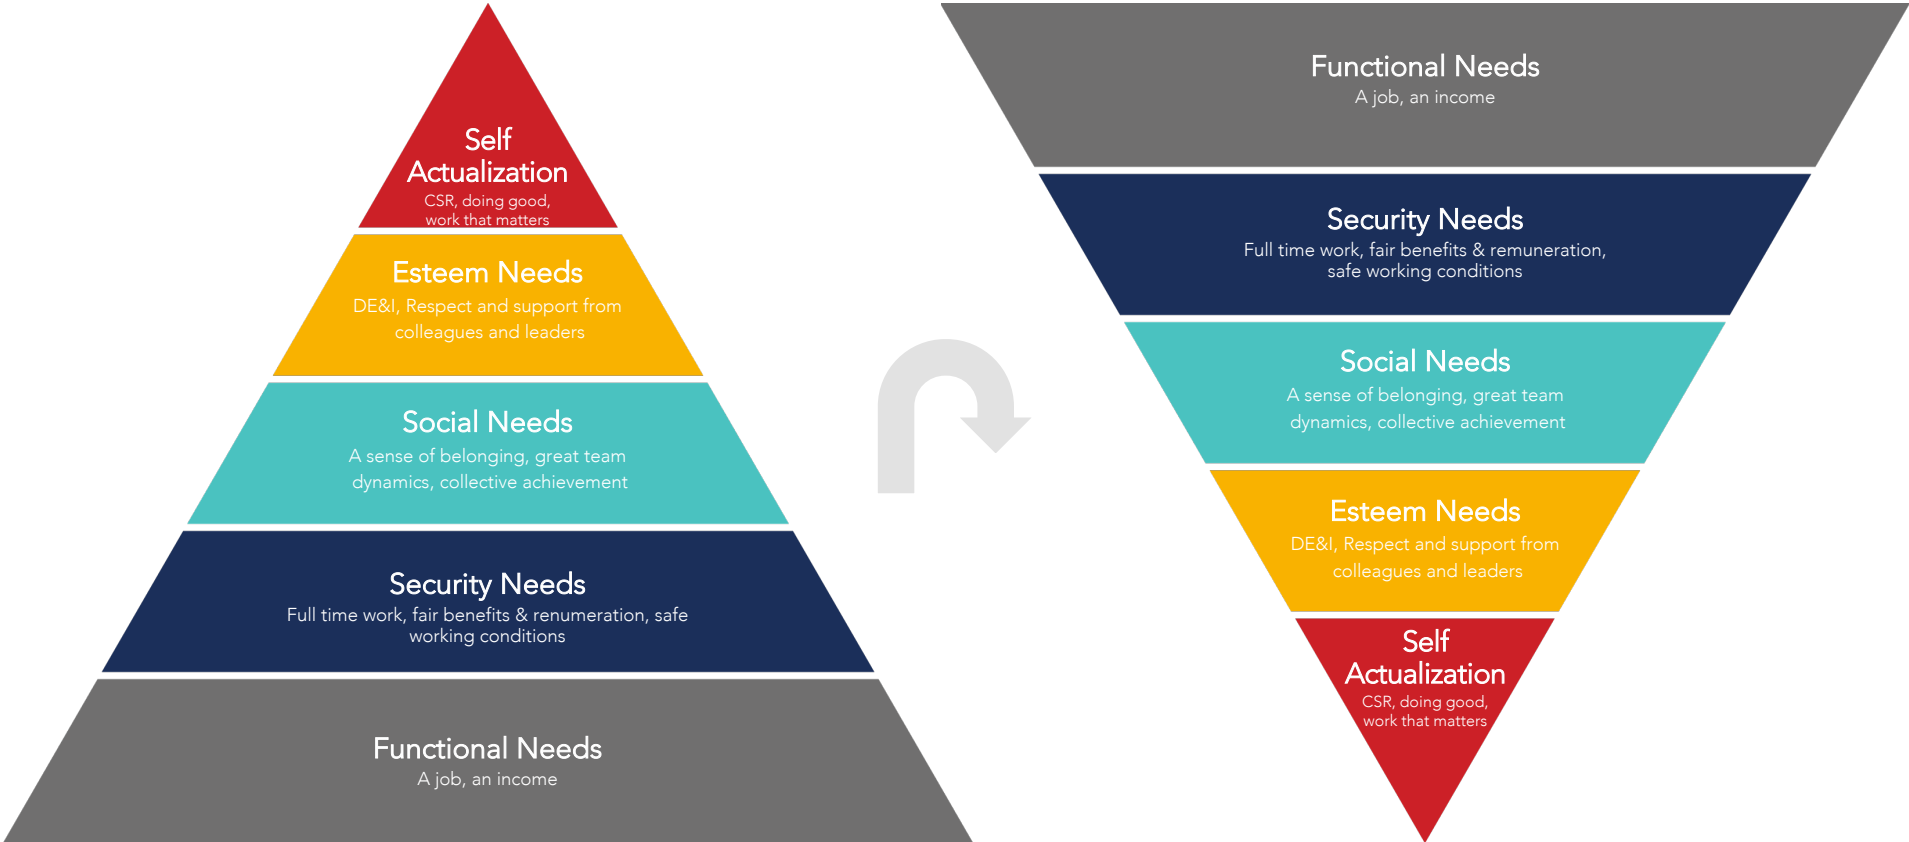 Self
Actualization
CSR, doing good,
work that matters
Esteem Needs
DE&I, Respect and support from
colleagues and leaders
Social Needs
A sense of belonging, great team
dynamics, collective achievement
Security Needs
Full time work, fair benefits & renumeration, safe
working conditions
Functional Needs
A job, an income
Functional Needs
A job, an income
Security Needs
Full time work, fair benefits & remuneration,
safe working conditions
Social Needs
A sense of belonging, great team
dynamics, collective achievement
Esteem Needs
DE&I, Respect and support from
colleagues and leaders
Self
Actualization
CSR, doing good,
work that matters